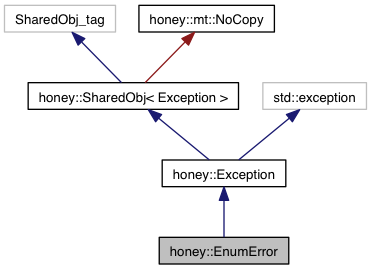 SharedObj_tag
honey::mt::NoCopy
honey::SharedObj< Exception >
std::exception
honey::Exception
honey::EnumError